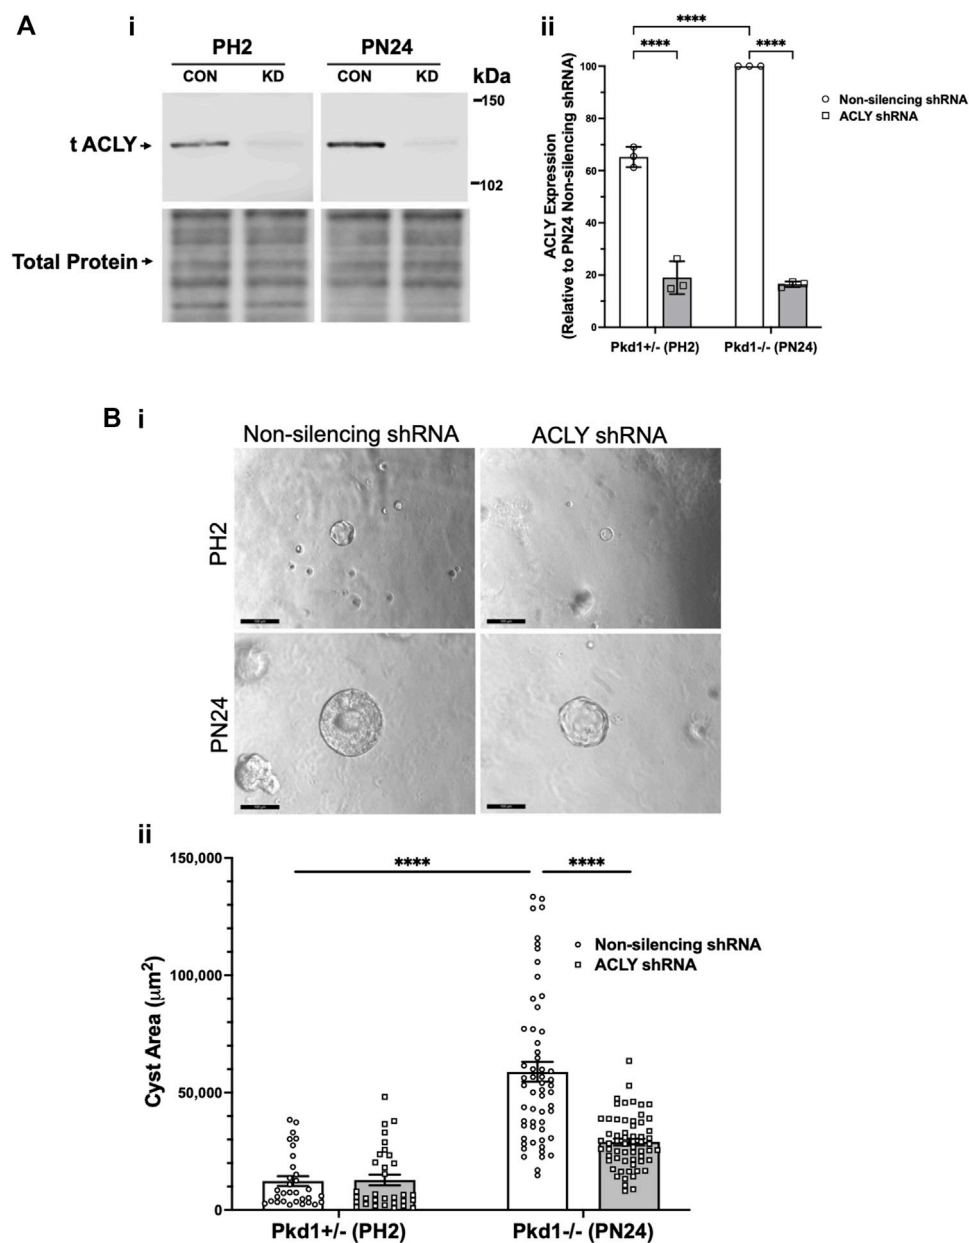 A
i
PH2
PN24
CON
KD
CON
KD
kDa
150
t ACLY
102
Total Protein
ii
****
****
****
100
80
60
40
20
0
ACLY Expression
(Relative to PN24 Non-silencing shRNA)
Non-silencing shRNA
ACLY shRNA
Pkd1+/- (PH2)
Pkd1-/- (PN24)
B
i
Non-silencing shRNA
ACLY shRNA
PH2
PN24
ii
****
****
150,000
100,000
50,000
0
Cyst Area (μm²)
Non-silencing shRNA
ACLY shRNA
Pkd1+/- (PH2)
Pkd1-/- (PN24)